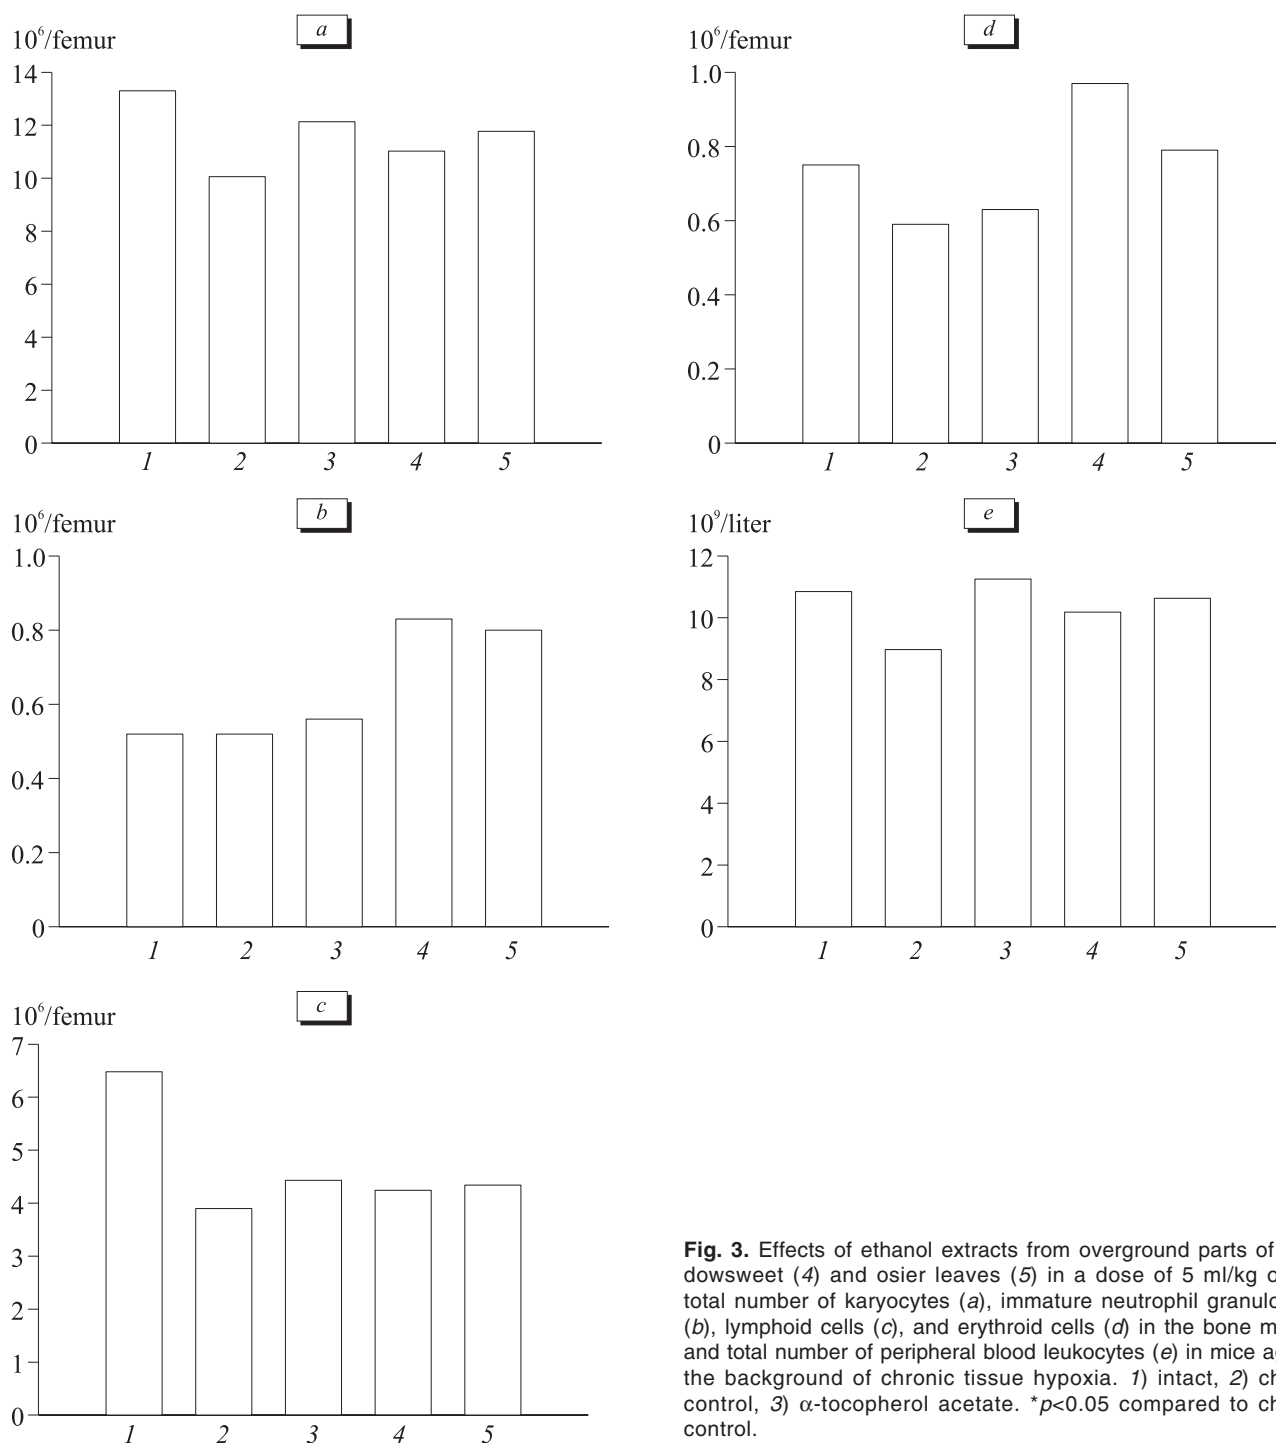 a
10⁶/femur
14
12
10
8
6
4
2
0
1 2 3 4 5
b
10⁶/femur
1.0
0.8
0.6
0.4
0.2
0
1 2 3 4 5
c
10⁶/femur
7
6
5
4
3
2
1
0
1 2 3 4 5
d
10⁶/femur
1.0
0.8
0.6
0.4
0.2
0
1 2 3 4 5
e
10⁹/liter
12
10
8
6
4
2
0
1 2 3 4 5
Fig. 3. Effects of ethanol extracts from overground parts of
dowsweet (4) and osier leaves (5) in a dose of 5 ml/kg
total number of karyocytes (a), immature neutrophil
(b), lymphoid cells (c), and erythroid cells (d) in the bone
and total number of peripheral blood leukocytes (e) in mice
the background of chronic tissue hypoxia. 1) intact, 2)
control, 3) α-tocopherol acetate. *p<0.05 compared to
control.